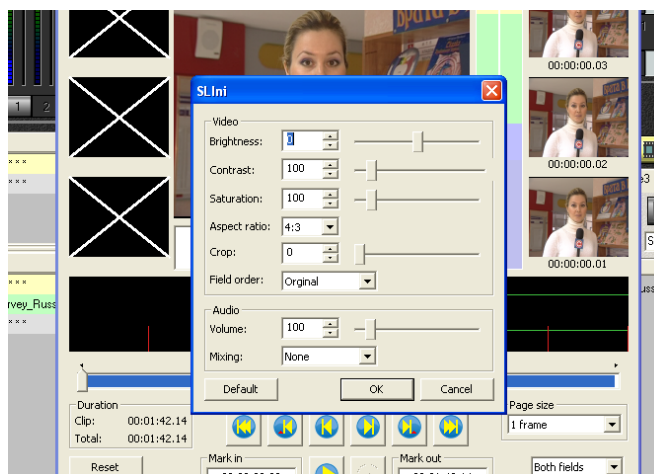 00:00:00.03
SLIni
Video
Brightness: 0
Contrast: 100
Saturation: 100
Aspect ratio: 4:3
Crop: 0
Field order: Orginal
Audio
Volume: 100
Mixing: None
Default OK Cancel
1 2
00:00:00.02
00:00:00.01
rvey_Russ
Duration
Clip: 00:01:42.14
Total: 00:01:42.14
Page size
1 frame
Reset
Mark in
Mark out
Both fields